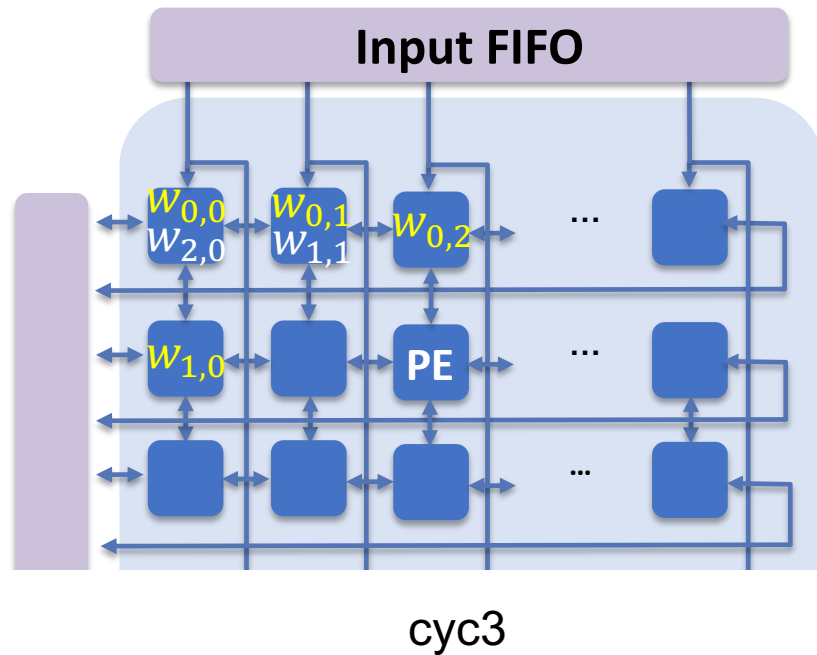 Input FIFO
w0,0 w0,1 w0,2 ...
w2,0 w1,1
w1,0 PE ...
...
cyc3